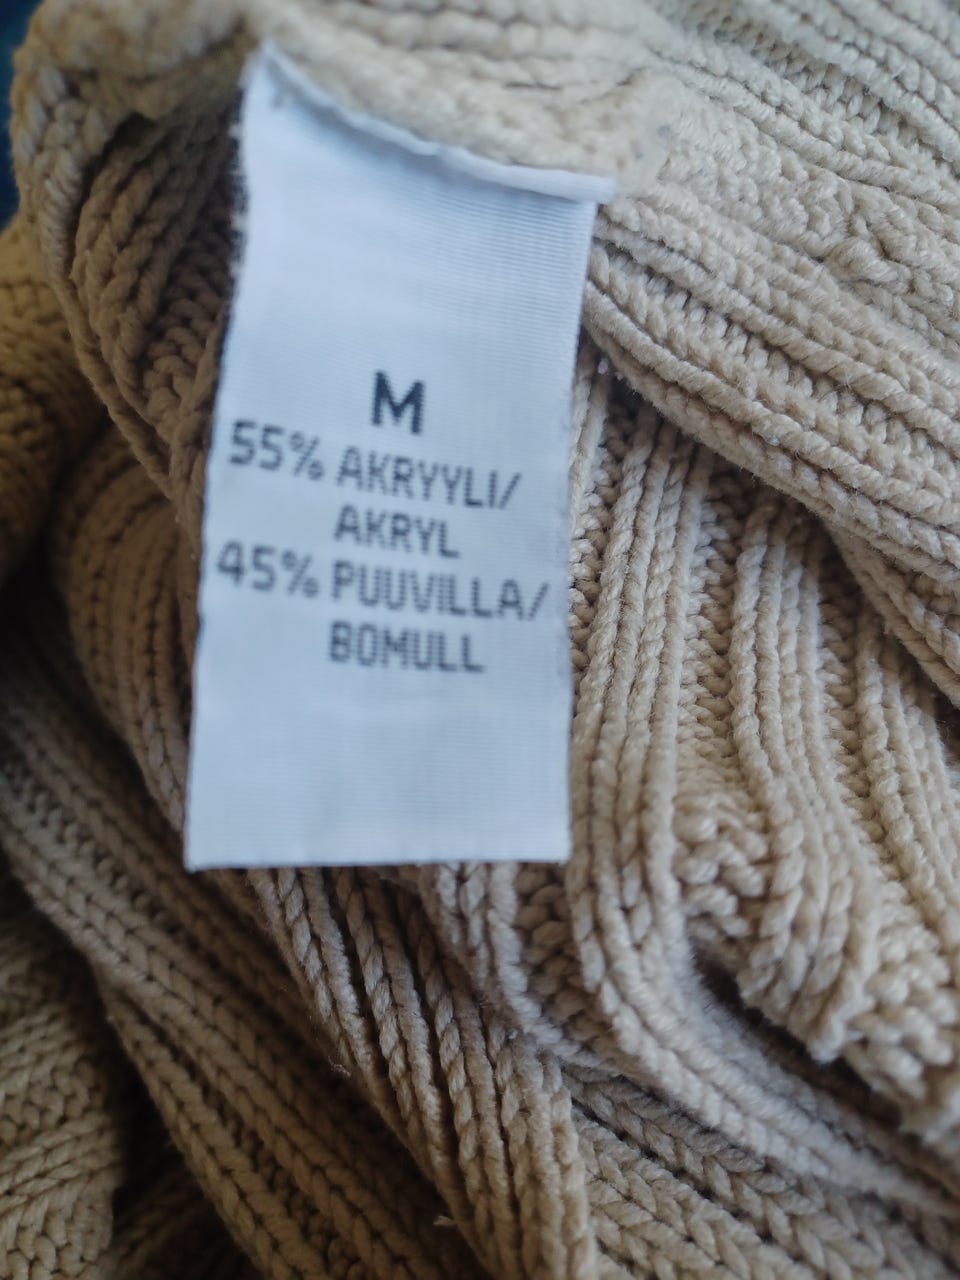 M
55% AKRYYLI/
AKRYL
45% PUUVILLA/
BOMULL